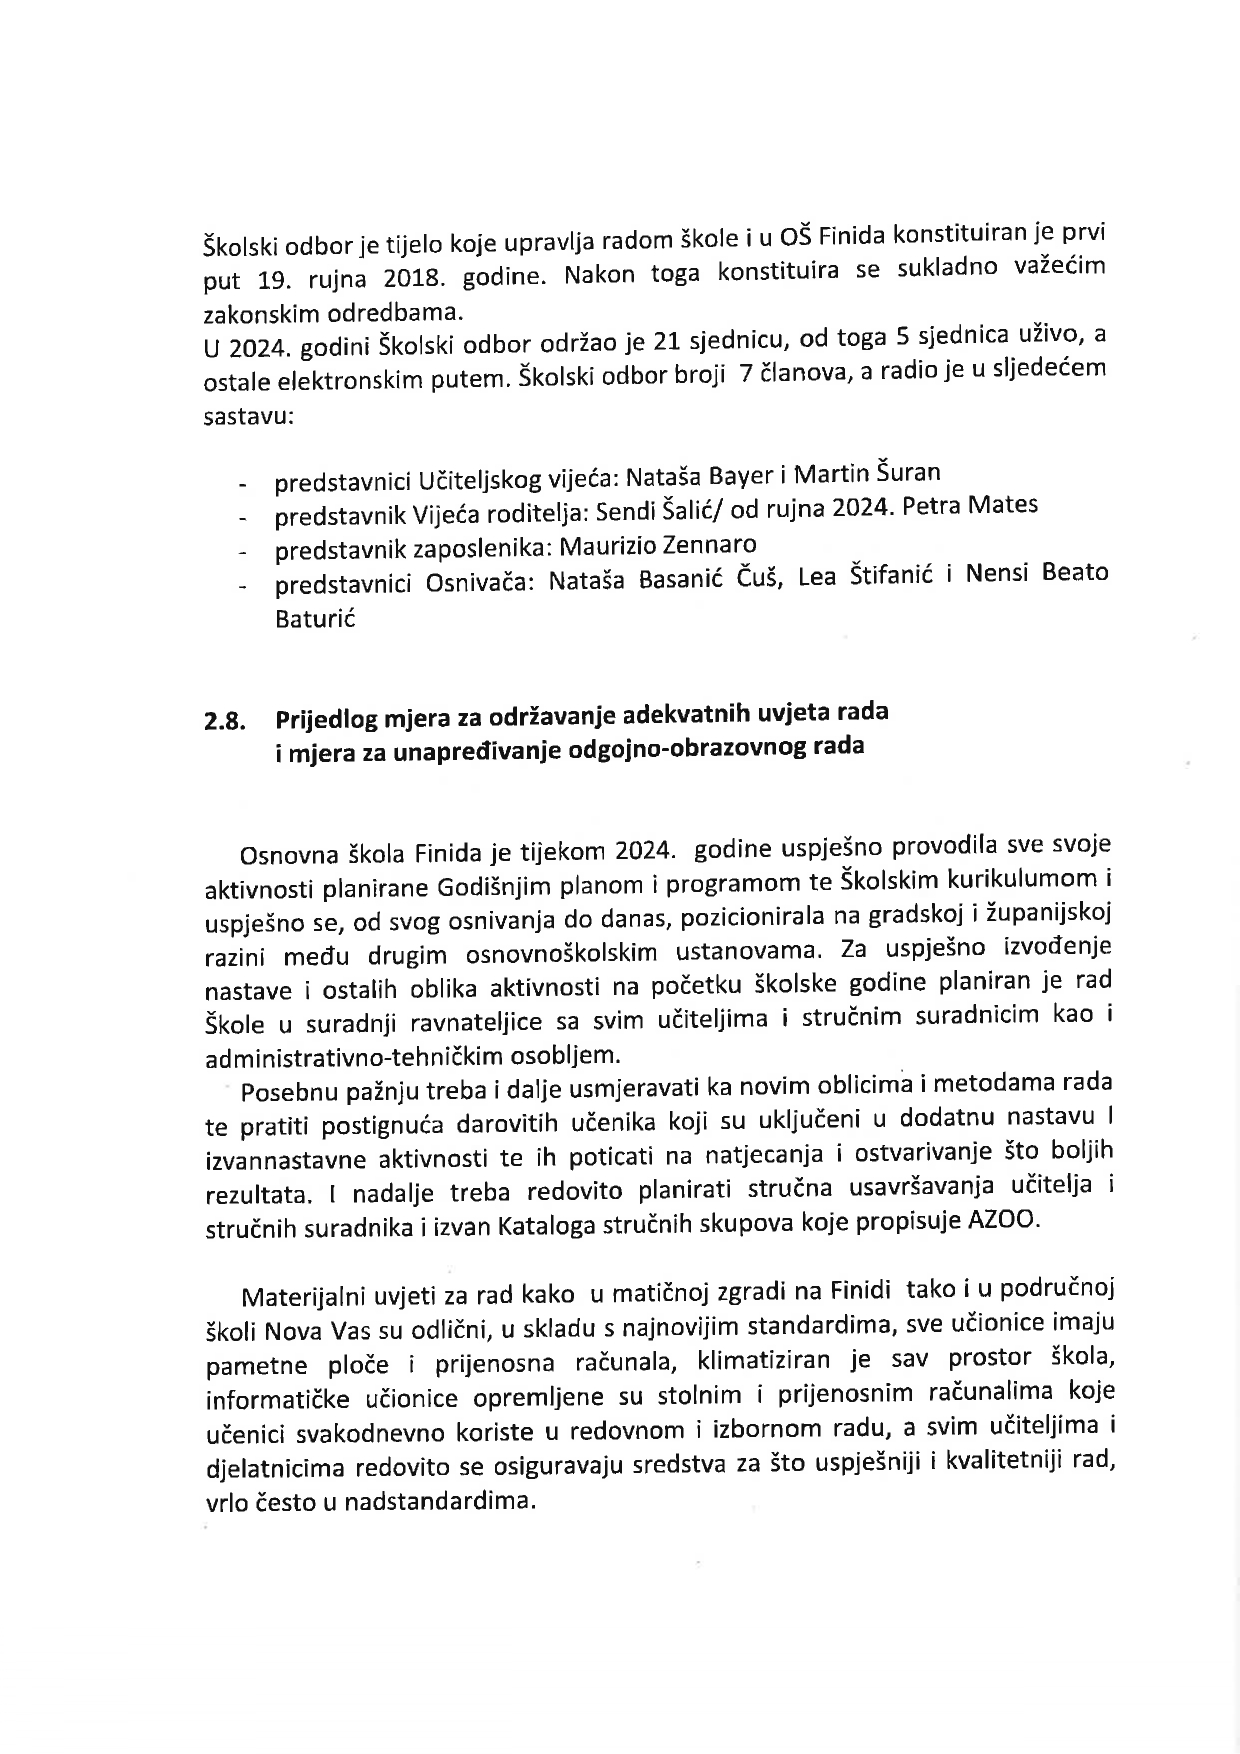 Školski odbor je tijelo koje upravlja radom škole i u OŠ Finida konstituiran je prvi
put 19. rujna 2018. godine. Nakon toga konstituira se sukladno važećim
zakonskim odredbama.
U 2024. godini Školski odbor održao je 21 sjednicu, od toga 5 sjednica uživo, a
ostale elektronskim putem. Školski odbor broji 7 članova, a radio je u sljedećem
sastavu:
- predstavnici Učiteljskog vijeća: Nataša Bayer i Martin Šuran
- predstavnik Vijeća roditelja: Sendi Šalić/ od rujna 2024. Petra Mates
- predstavnik zaposlenika: Maurizio Zennaro
- predstavnici Osnivača: Nataša Basanić Čuš, Lea Štifanić i Nensi Beato
Baturić
2.8. Prijedlog mjera za održavanje adekvatnih uvjeta rada
i mjera za unapređivanje odgojno-obrazovnog rada
Osnovna škola Finida je tijekom 2024. godine uspješno provodila sve svoje
aktivnosti planirane Godišnjim planom i programom te Školskim kurikulumom i
uspješno se, od svog osnivanja do danas, pozicionirala na gradskoj i županijskoj
razini među drugim osnovnoškolskim ustanovama. Za uspješno izvođenje
nastave i ostalih oblika aktivnosti na početku školske godine planiran je rad
Škole u suradnji ravnateljice sa svim učiteljima i stručnim suradnicim kao i
administrativno-tehničkim osobljem.
Posebnu pažnju treba i dalje usmjeravati ka novim oblicima i metodama rada
te pratiti postignuća darovitih učenika koji su uključeni u dodatnu nastavu I
izvannastavne aktivnosti te ih poticati na natjecanja i ostvarivanje što boljih
rezultata. I nadalje treba redovito planirati stručna usavršavanja učitelja i
stručnih suradnika i izvan Kataloga stručnih skupova koje propisuje AZOO.
Materijalni uvjeti za rad kako u matičnoj zgradi na Finidi tako i u područnoj
školi Nova Vas su odlični, u skladu s najnovijim standardima, sve učionice imaju
pametne ploče i prijenosna računala, klimatiziran je sav prostor škola,
informatičke učionice opremljene su stolnim i prijenosnim računalima koje
učenici svakodnevno koriste u redovnom i izbornom radu, a svim učiteljima i
djelatnicima redovito se osiguravaju sredstva za što uspješniji i kvalitetniji rad,
vrlo često u nadstandardima.